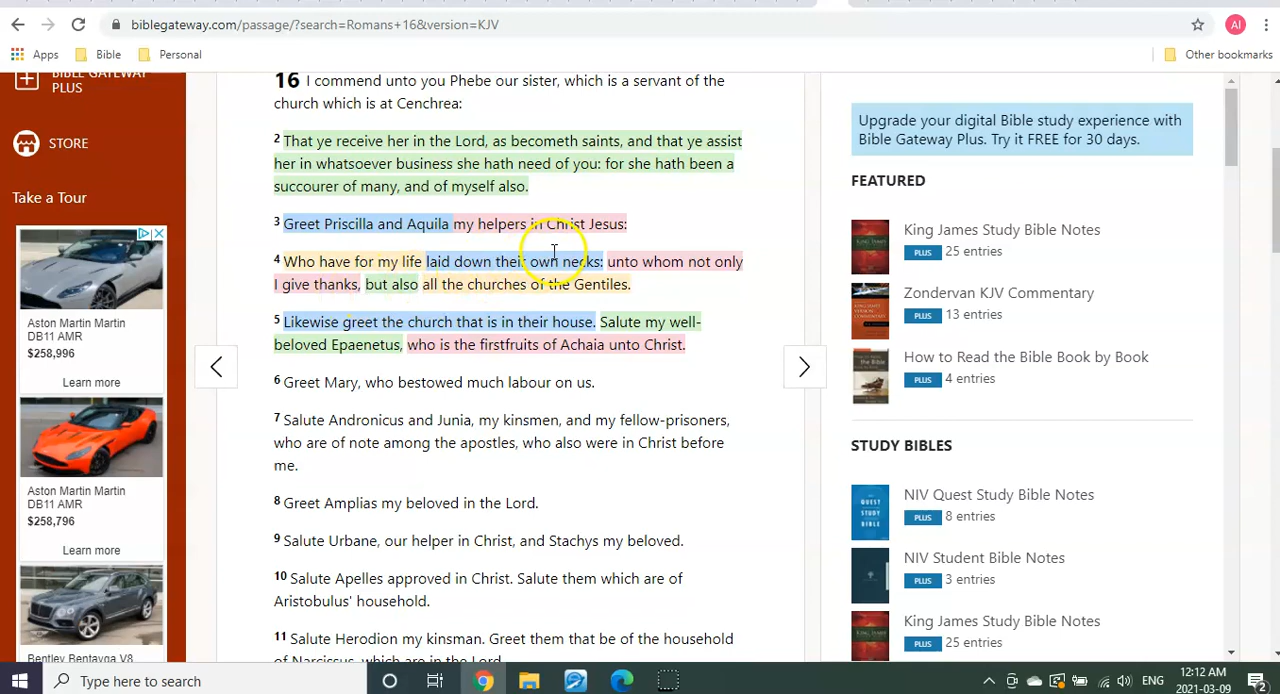 biblegateway.com/passage/?search=Romans+16&version=KJV
AI
Apps
Bible
Personal
Other bookmarks
BIBLE GATEWAY
PLUS
STORE
Take a Tour
Aston Martin Martin
DB11 AMR
$258,996
Learn more
Aston Martin Martin
DB11 AMR
$258,796
Learn more
Bentley Bentayga V8
16 I commend unto you Phebe our sister, which is a servant of the
church which is at Cenchrea:
2 That ye receive her in the Lord, as becometh saints, and that ye assist
her in whatsoever business she hath need of you: for she hath been a
succourer of many, and of myself also.
3 Greet Priscilla and Aquila my helpers in Christ Jesus:
4 Who have for my life laid down their own necks: unto whom not only
I give thanks, but also all the churches of the Gentiles.
5 Likewise greet the church that is in their house. Salute my well-
beloved Epaenetus, who is the firstfruits of Achaia unto Christ.
6 Greet Mary, who bestowed much labour on us.
7 Salute Andronicus and Junia, my kinsmen, and my fellow-prisoners,
who are of note among the apostles, who also were in Christ before
me.
8 Greet Amplias my beloved in the Lord.
9 Salute Urbane, our helper in Christ, and Stachys my beloved.
10 Salute Apelles approved in Christ. Salute them which are of
Aristobulus' household.
11 Salute Herodion my kinsman. Greet them that be of the household
of Narcissus, which are in the Lord.
Upgrade your digital Bible study experience with
Bible Gateway Plus. Try it FREE for 30 days.
FEATURED
King James Study Bible Notes
PLUS 25 entries
Zondervan KJV Commentary
PLUS 13 entries
How to Read the Bible Book by Book
PLUS 4 entries
STUDY BIBLES
NIV Quest Study Bible Notes
PLUS 8 entries
NIV Student Bible Notes
PLUS 3 entries
King James Study Bible Notes
PLUS 25 entries
Type here to search
ENG
12:12 AM
2021-03-09
2